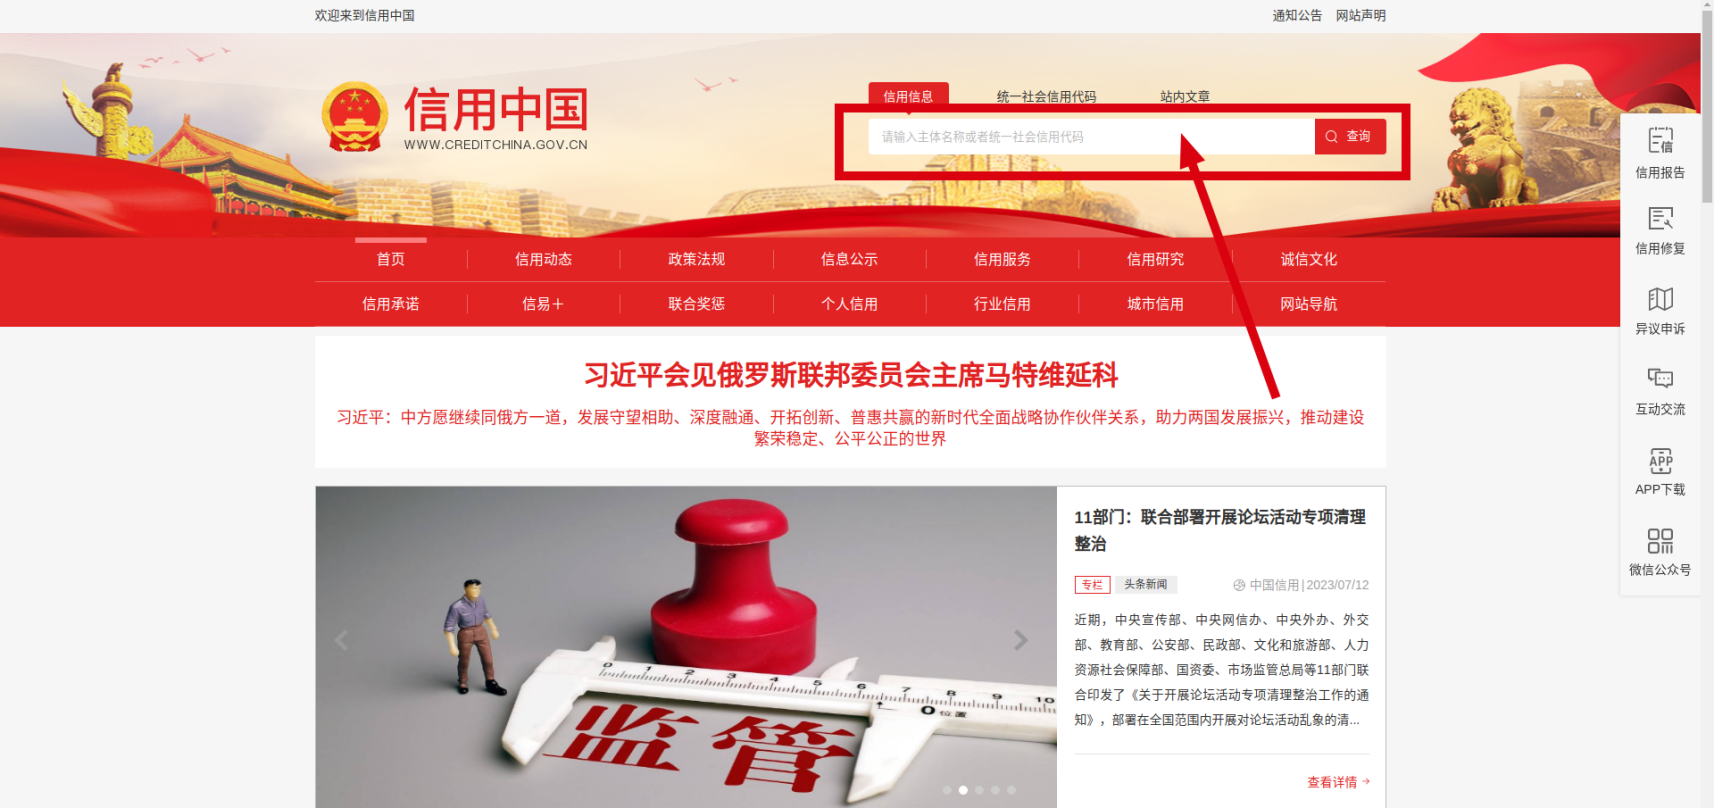 欢迎来到信用中国
通知公告 网站声明
信用中国
WWW.CREDITCHINA.GOV.CN
信用信息 统一社会信用代码 站内文章
请输入主体名称或者统一社会信用代码
查询
首页 信用动态 政策法规 信息公示 信用服务 信用研究 诚信文化
信用承诺 信易＋ 联合奖惩 个人信用 行业信用 城市信用 网站导航
信
信用报告
信用修复
异议申诉
互动交流
APP
APP下载
微信公众号
习近平会见俄罗斯联邦委员会主席马特维延科
习近平：中方愿继续同俄方一道，发展守望相助、深度融通、开拓创新、普惠共赢的新时代全面战略协作伙伴关系，助力两国发展振兴，推动建设
繁荣稳定、公平公正的世界
0 1 2 3 4 5 6 7 8 9 10
0 位置
监管
11部门：联合部署开展论坛活动专项清理
整治
专栏 头条新闻 中国信用|2023/07/12
近期，中央宣传部、中央网信办、中央外办、外交
部、教育部、公安部、民政部、文化和旅游部、人力
资源社会保障部、国资委、市场监管总局等11部门联
合印发了《关于开展论坛活动专项清理整治工作的通
知》，部署在全国范围内开展对论坛活动乱象的清...
查看详情